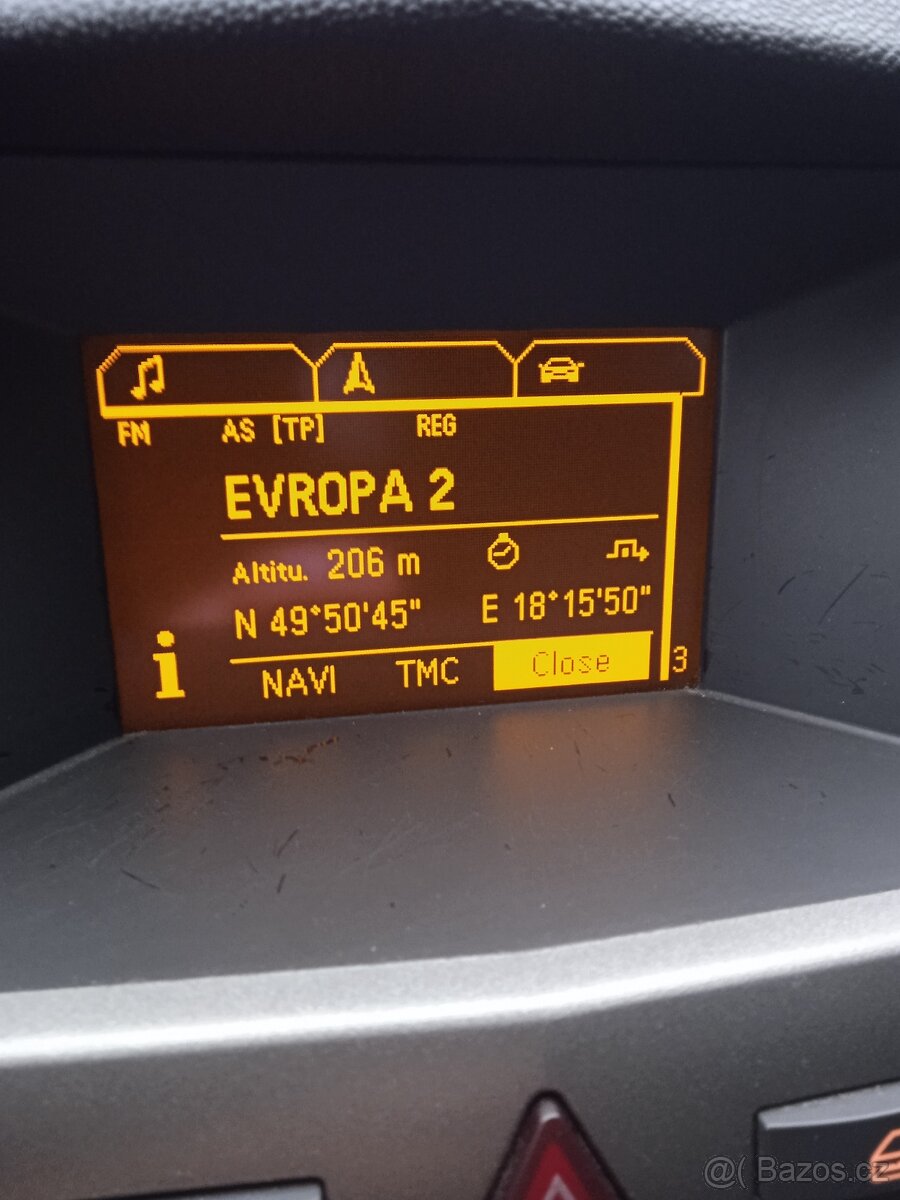 FM AS [TP] REG
EVROPA 2
Altitu. 206 m
N 49°50'45" E 18°15'50"
i NAVI TMC Close 3
@( Bazos.cz